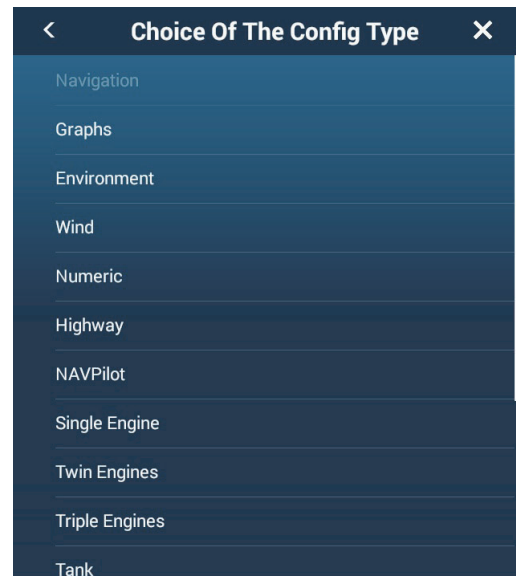 Choice Of The Config Type
Navigation
Graphs
Environment
Wind
Numeric
Highway
NAVPilot
Single Engine
Twin Engines
Triple Engines
Tank